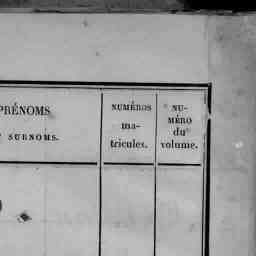 PRÉNOMS
SURNOMS.
NUMÉROS
ma-
tricules.
NU-
MÉRO
du
volume.